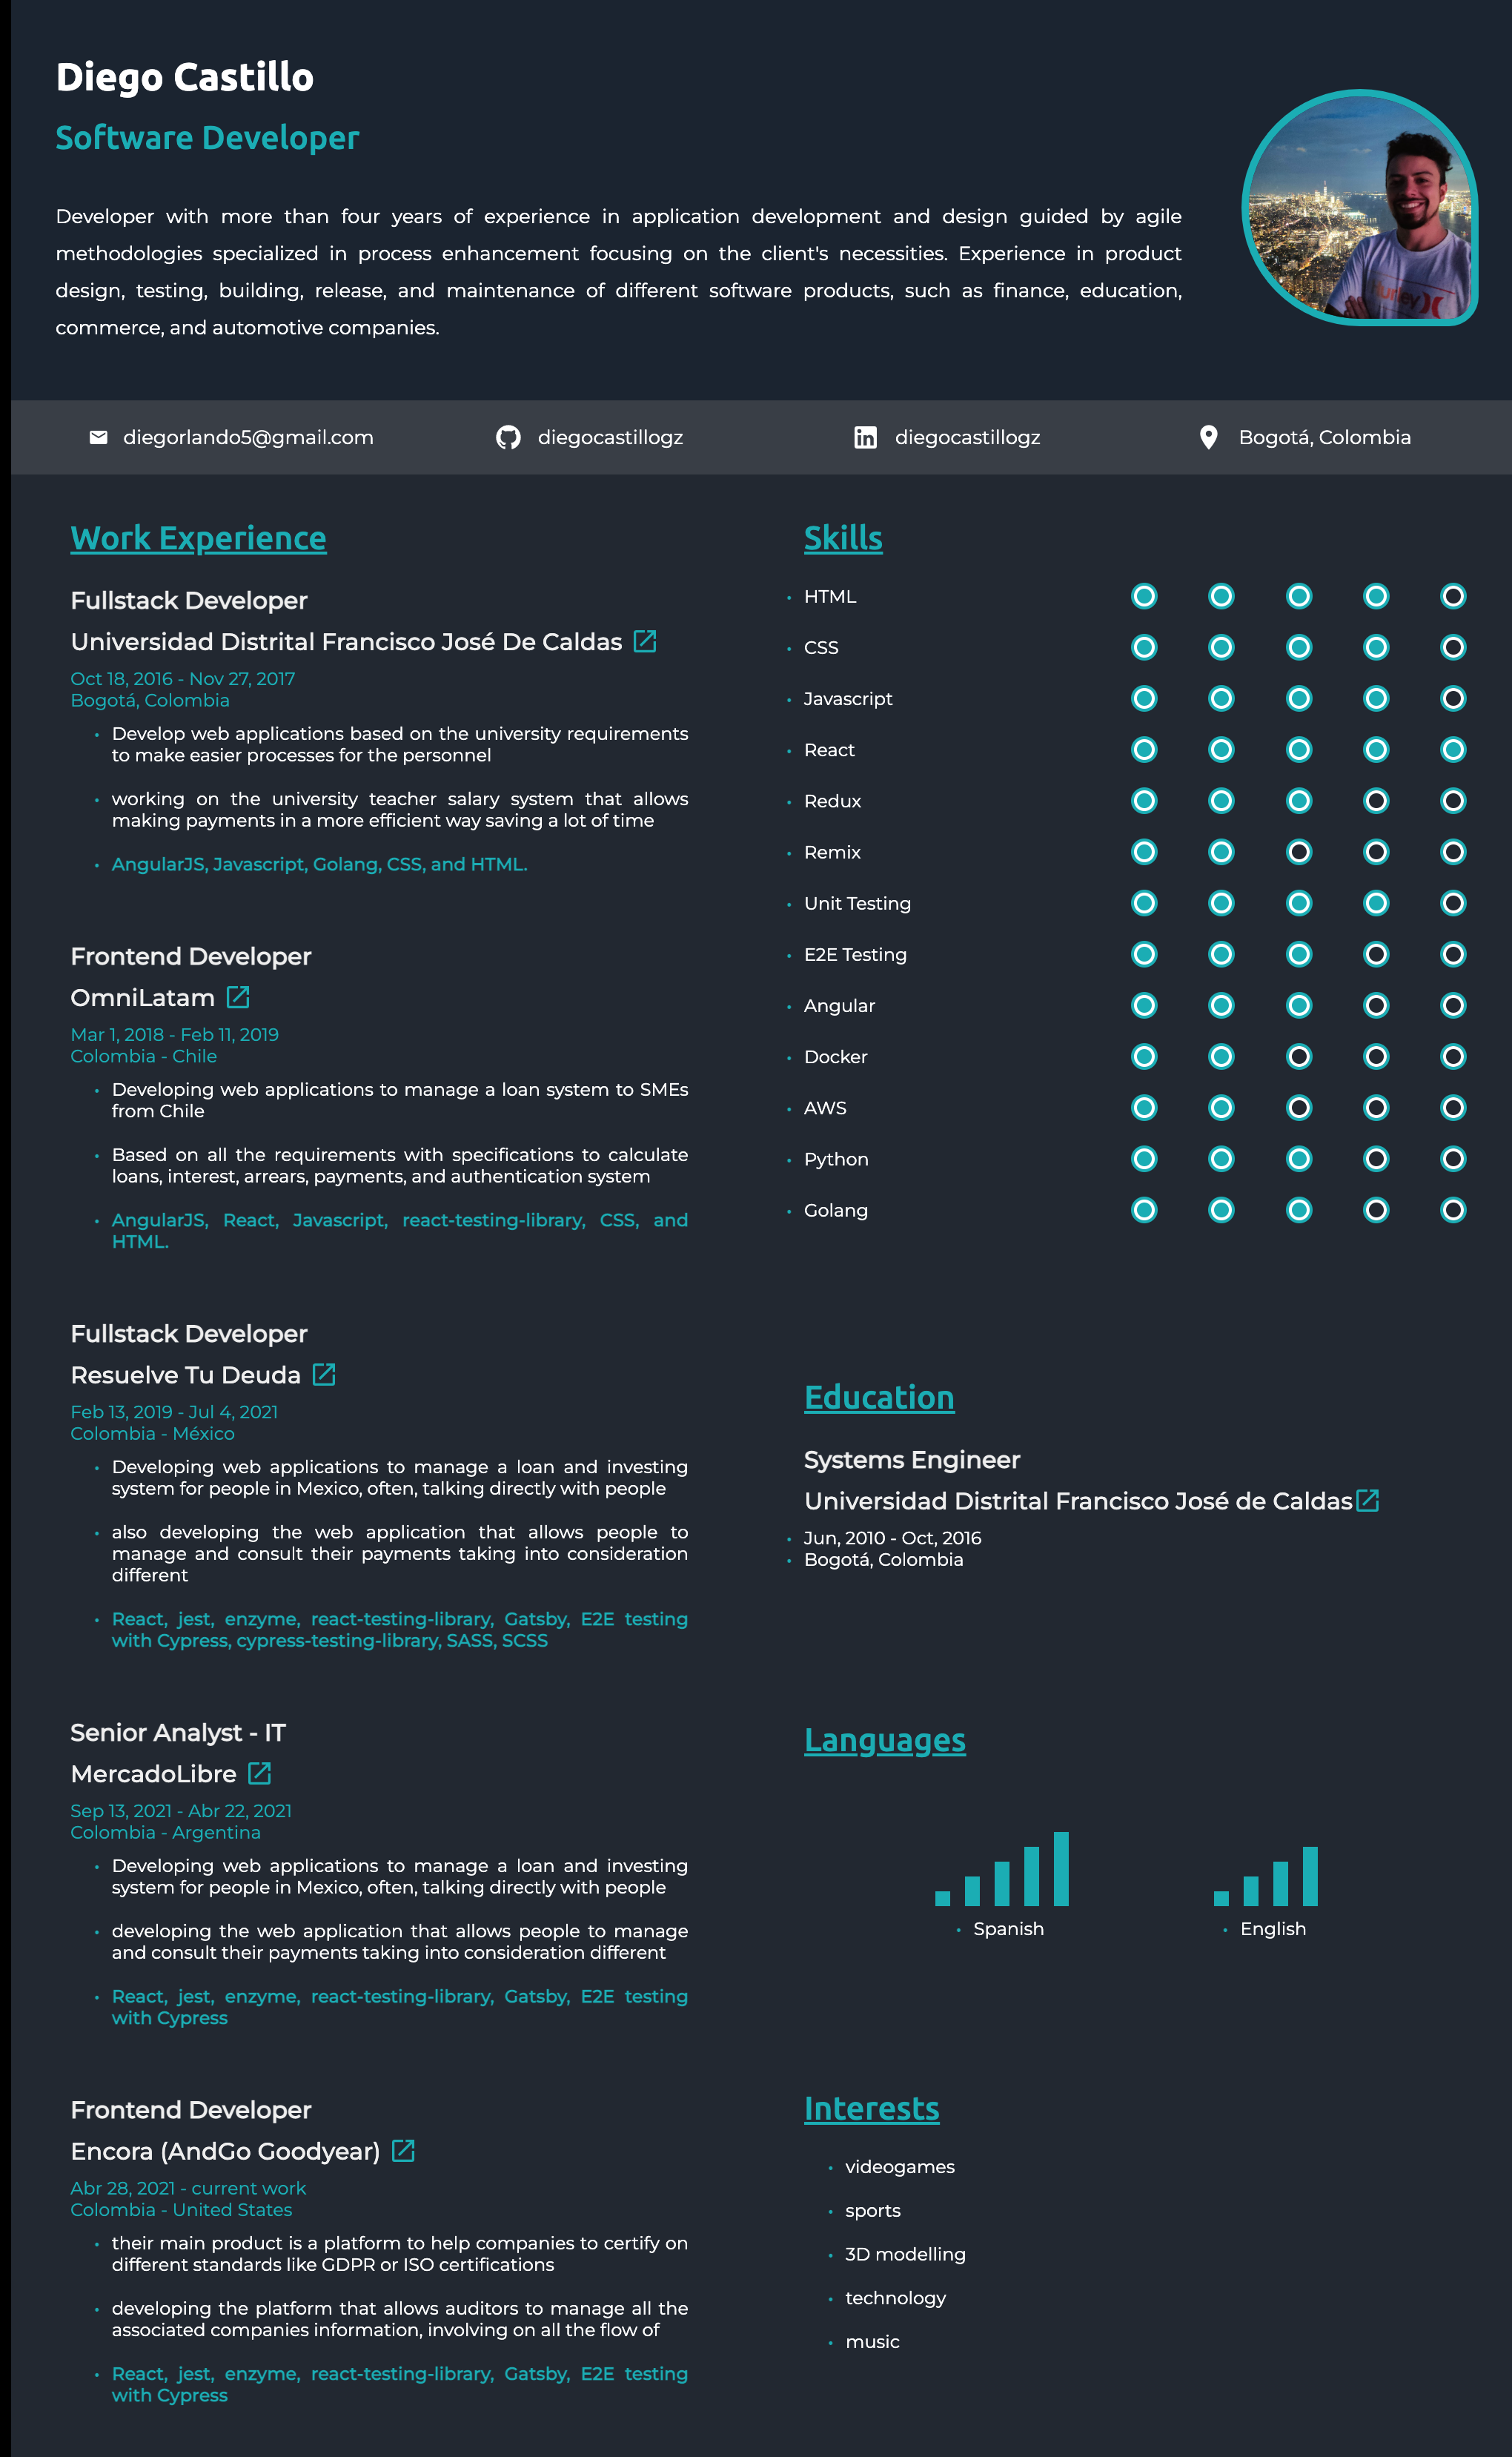 Diego Castillo
Software Developer
Developer with more than four years of experience in application development and design guided by agile
methodologies specialized in process enhancement focusing on the client's necessities. Experience in product
design, testing, building, release, and maintenance of different software products, such as finance, education,
commerce, and automotive companies.
Hurley
diegorlando5@gmail.com
diegocastillogz
diegocastillogz
Bogotá, Colombia
Work Experience
Fullstack Developer
Universidad Distrital Francisco José De Caldas
Oct 18, 2016 - Nov 27, 2017
Bogotá, Colombia
• Develop web applications based on the university requirements
to make easier processes for the personnel
• working on the university teacher salary system that allows
making payments in a more efficient way saving a lot of time
• AngularJS, Javascript, Golang, CSS, and HTML.
Frontend Developer
OmniLatam
Mar 1, 2018 - Feb 11, 2019
Colombia - Chile
• Developing web applications to manage a loan system to SMEs
from Chile
• Based on all the requirements with specifications to calculate
loans, interest, arrears, payments, and authentication system
• AngularJS, React, Javascript, react-testing-library, CSS, and
HTML.
Fullstack Developer
Resuelve Tu Deuda
Feb 13, 2019 - Jul 4, 2021
Colombia - México
• Developing web applications to manage a loan and investing
system for people in Mexico, often, talking directly with people
• also developing the web application that allows people to
manage and consult their payments taking into consideration
different
• React, jest, enzyme, react-testing-library, Gatsby, E2E testing
with Cypress, cypress-testing-library, SASS, SCSS
Senior Analyst - IT
MercadoLibre
Sep 13, 2021 - Abr 22, 2021
Colombia - Argentina
• Developing web applications to manage a loan and investing
system for people in Mexico, often, talking directly with people
• developing the web application that allows people to manage
and consult their payments taking into consideration different
• React, jest, enzyme, react-testing-library, Gatsby, E2E testing
with Cypress
Frontend Developer
Encora (AndGo Goodyear)
Abr 28, 2021 - current work
Colombia - United States
• their main product is a platform to help companies to certify on
different standards like GDPR or ISO certifications
• developing the platform that allows auditors to manage all the
associated companies information, involving on all the flow of
• React, jest, enzyme, react-testing-library, Gatsby, E2E testing
with Cypress
Skills
• HTML
• CSS
• Javascript
• React
• Redux
• Remix
• Unit Testing
• E2E Testing
• Angular
• Docker
• AWS
• Python
• Golang
Education
Systems Engineer
Universidad Distrital Francisco José de Caldas
• Jun, 2010 - Oct, 2016
• Bogotá, Colombia
Languages
• Spanish
• English
Interests
• videogames
• sports
• 3D modelling
• technology
• music